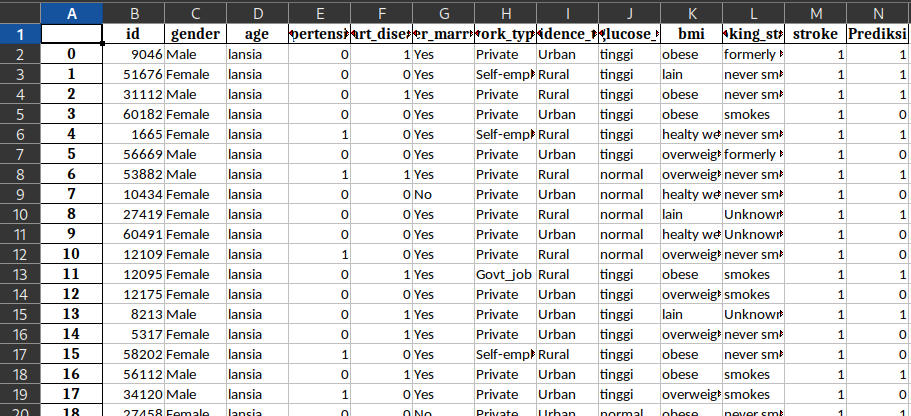 A B C D E F G H I J K L M N
1 id gender age pertensi urt_disea er_marri ork_typ idence_t glucose_ bmi king_st stroke Prediksi
2 0 9046 Male lansia 0 1 Yes Private Urban tinggi obese formerly 1 1
3 1 51676 Female lansia 0 0 Yes Self-emp Rural tinggi lain never sm 1 1
4 2 31112 Male lansia 0 1 Yes Private Rural tinggi obese never sm 1 1
5 3 60182 Female lansia 0 0 Yes Private Urban tinggi obese smokes 1 0
6 4 1665 Female lansia 1 0 Yes Self-emp Rural tinggi healty we never sm 1 1
7 5 56669 Male lansia 0 0 Yes Private Urban tinggi overweig formerly 1 0
8 6 53882 Male lansia 1 1 Yes Private Rural normal overweig never sm 1 1
9 7 10434 Female lansia 0 0 No Private Urban normal healty we never sm 1 0
10 8 27419 Female lansia 0 0 Yes Private Rural normal lain Unknow 1 1
11 9 60491 Female lansia 0 0 Yes Private Urban normal healty we Unknow 1 0
12 10 12109 Female lansia 1 0 Yes Private Rural normal overweig never sm 1 0
13 11 12095 Female lansia 0 1 Yes Govt_job Rural tinggi obese smokes 1 1
14 12 12175 Female lansia 0 0 Yes Private Urban tinggi overweig smokes 1 0
15 13 8213 Male lansia 0 1 Yes Private Urban tinggi lain Unknow 1 1
16 14 5317 Female lansia 0 1 Yes Private Urban tinggi overweig never sm 1 0
17 15 58202 Female lansia 1 0 Yes Self-emp Rural tinggi obese never sm 1 0
18 16 56112 Male lansia 0 1 Yes Private Urban tinggi obese smokes 1 1
19 17 34120 Male lansia 1 0 Yes Private Urban tinggi overweig smokes 1 0
20 18 27458 Female lansia 0 0 No Private Urban normal obese never sm 1 1